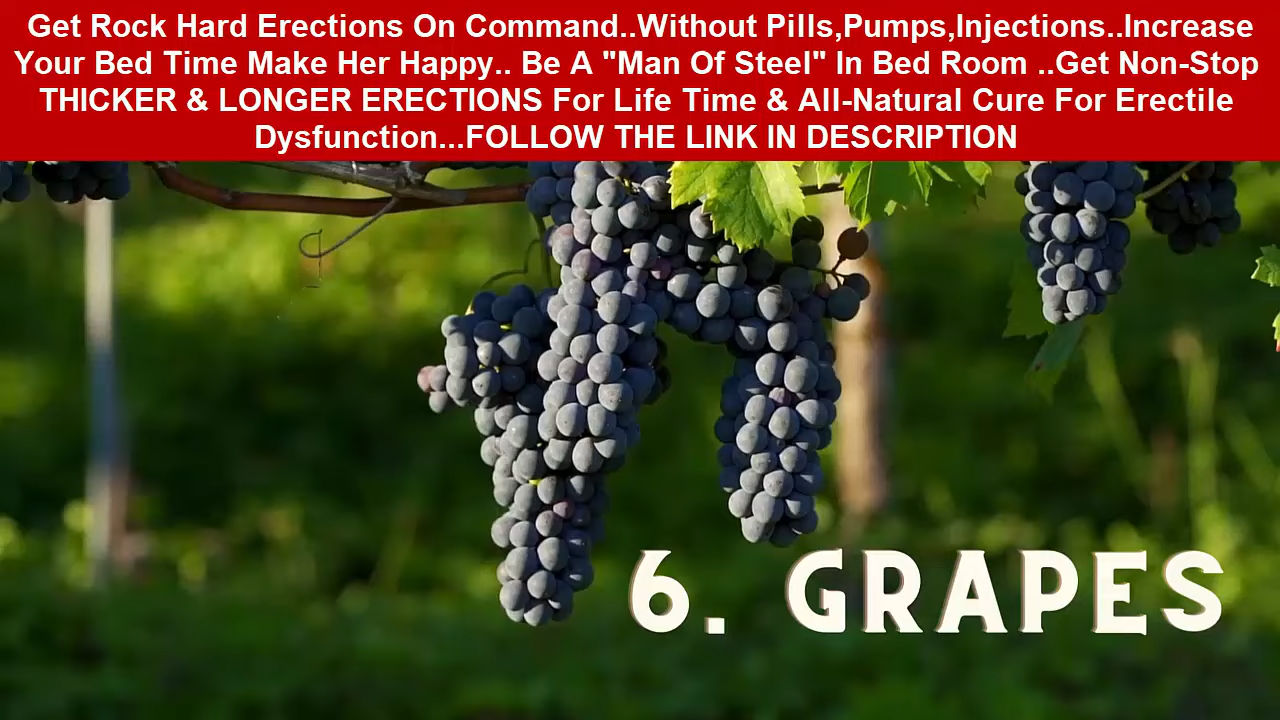 Get Rock Hard Erections On Command..Without Pills,Pumps,Injections..Increase
Your Bed Time Make Her Happy.. Be A "Man Of Steel" In Bed Room ..Get Non-Stop
THICKER & LONGER ERECTIONS For Life Time & All-Natural Cure For Erectile
Dysfunction...FOLLOW THE LINK IN DESCRIPTION
6. GRAPES